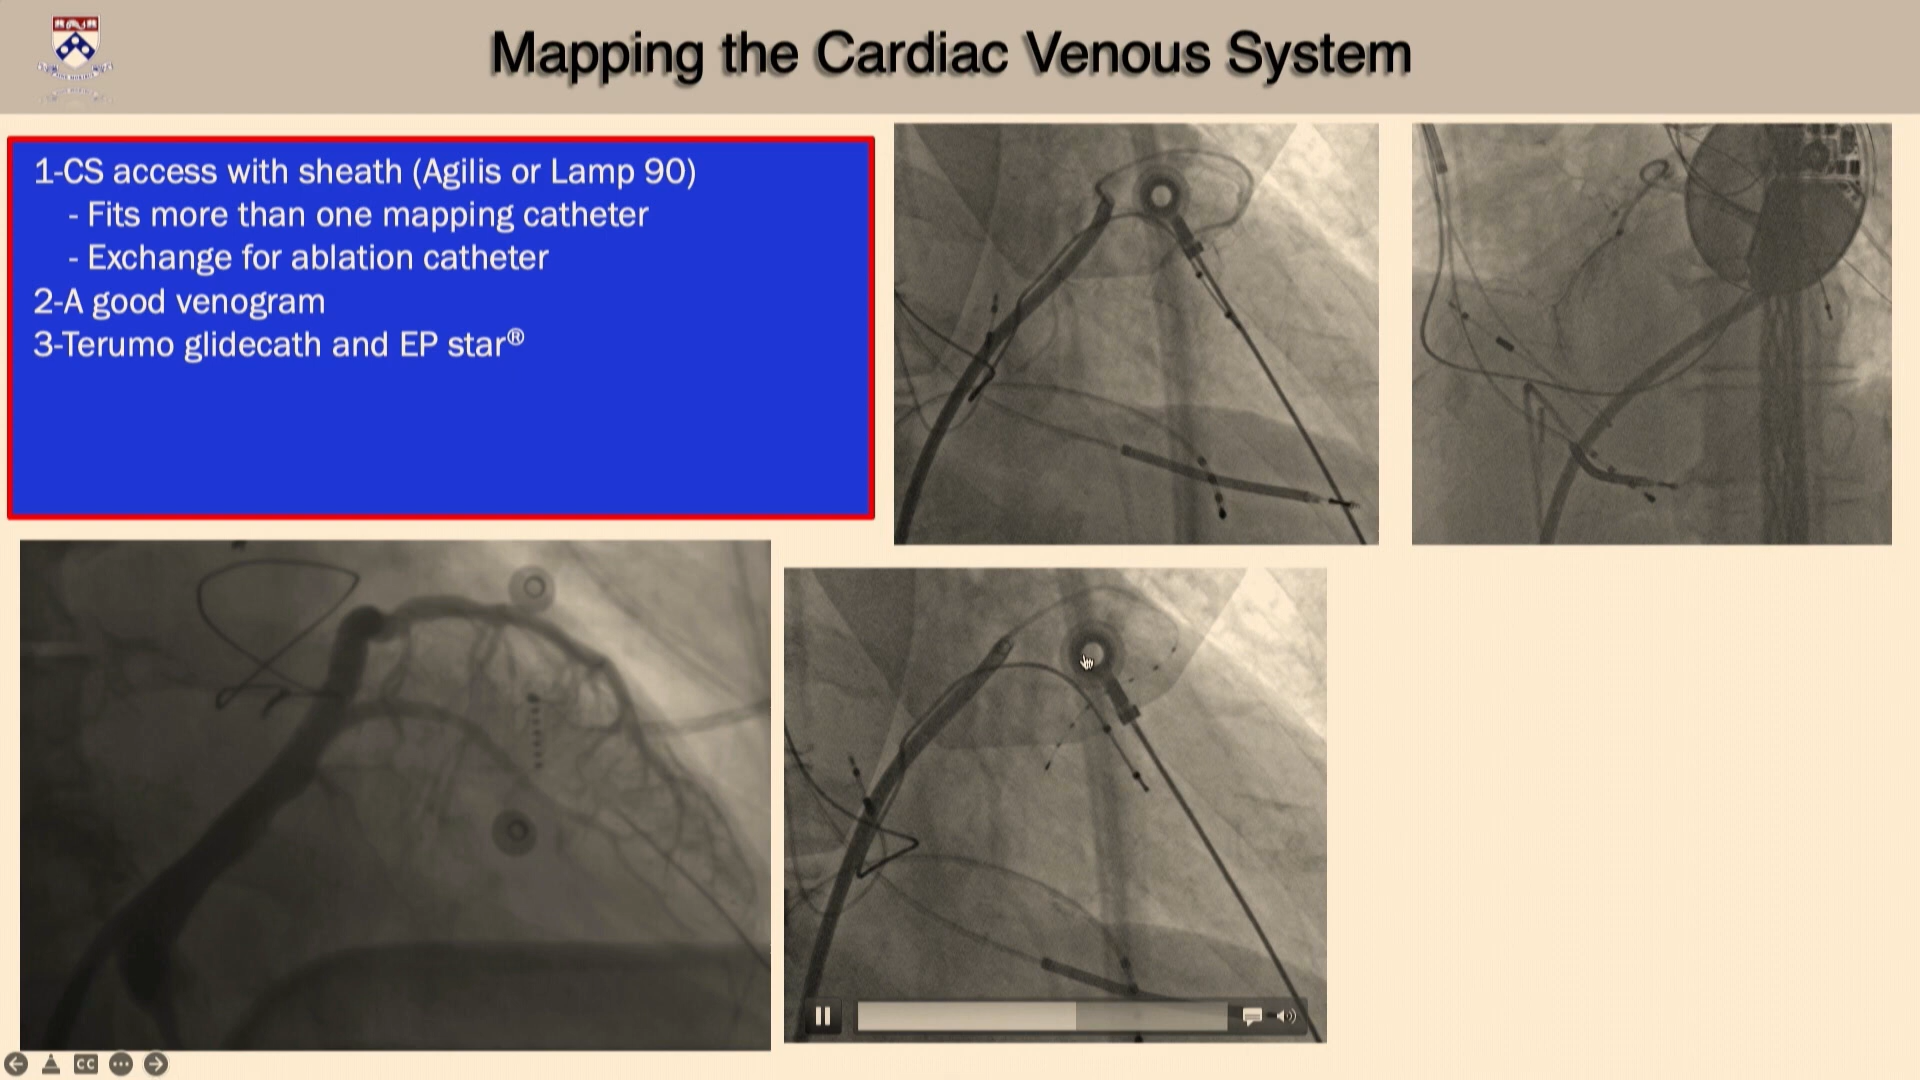 Mapping the Cardiac Venous System
1-CS access with sheath (Agilis or Lamp 90)
- Fits more than one mapping catheter
- Exchange for ablation catheter
2-A good venogram
3-Terumo glidecath and EP star®
CC